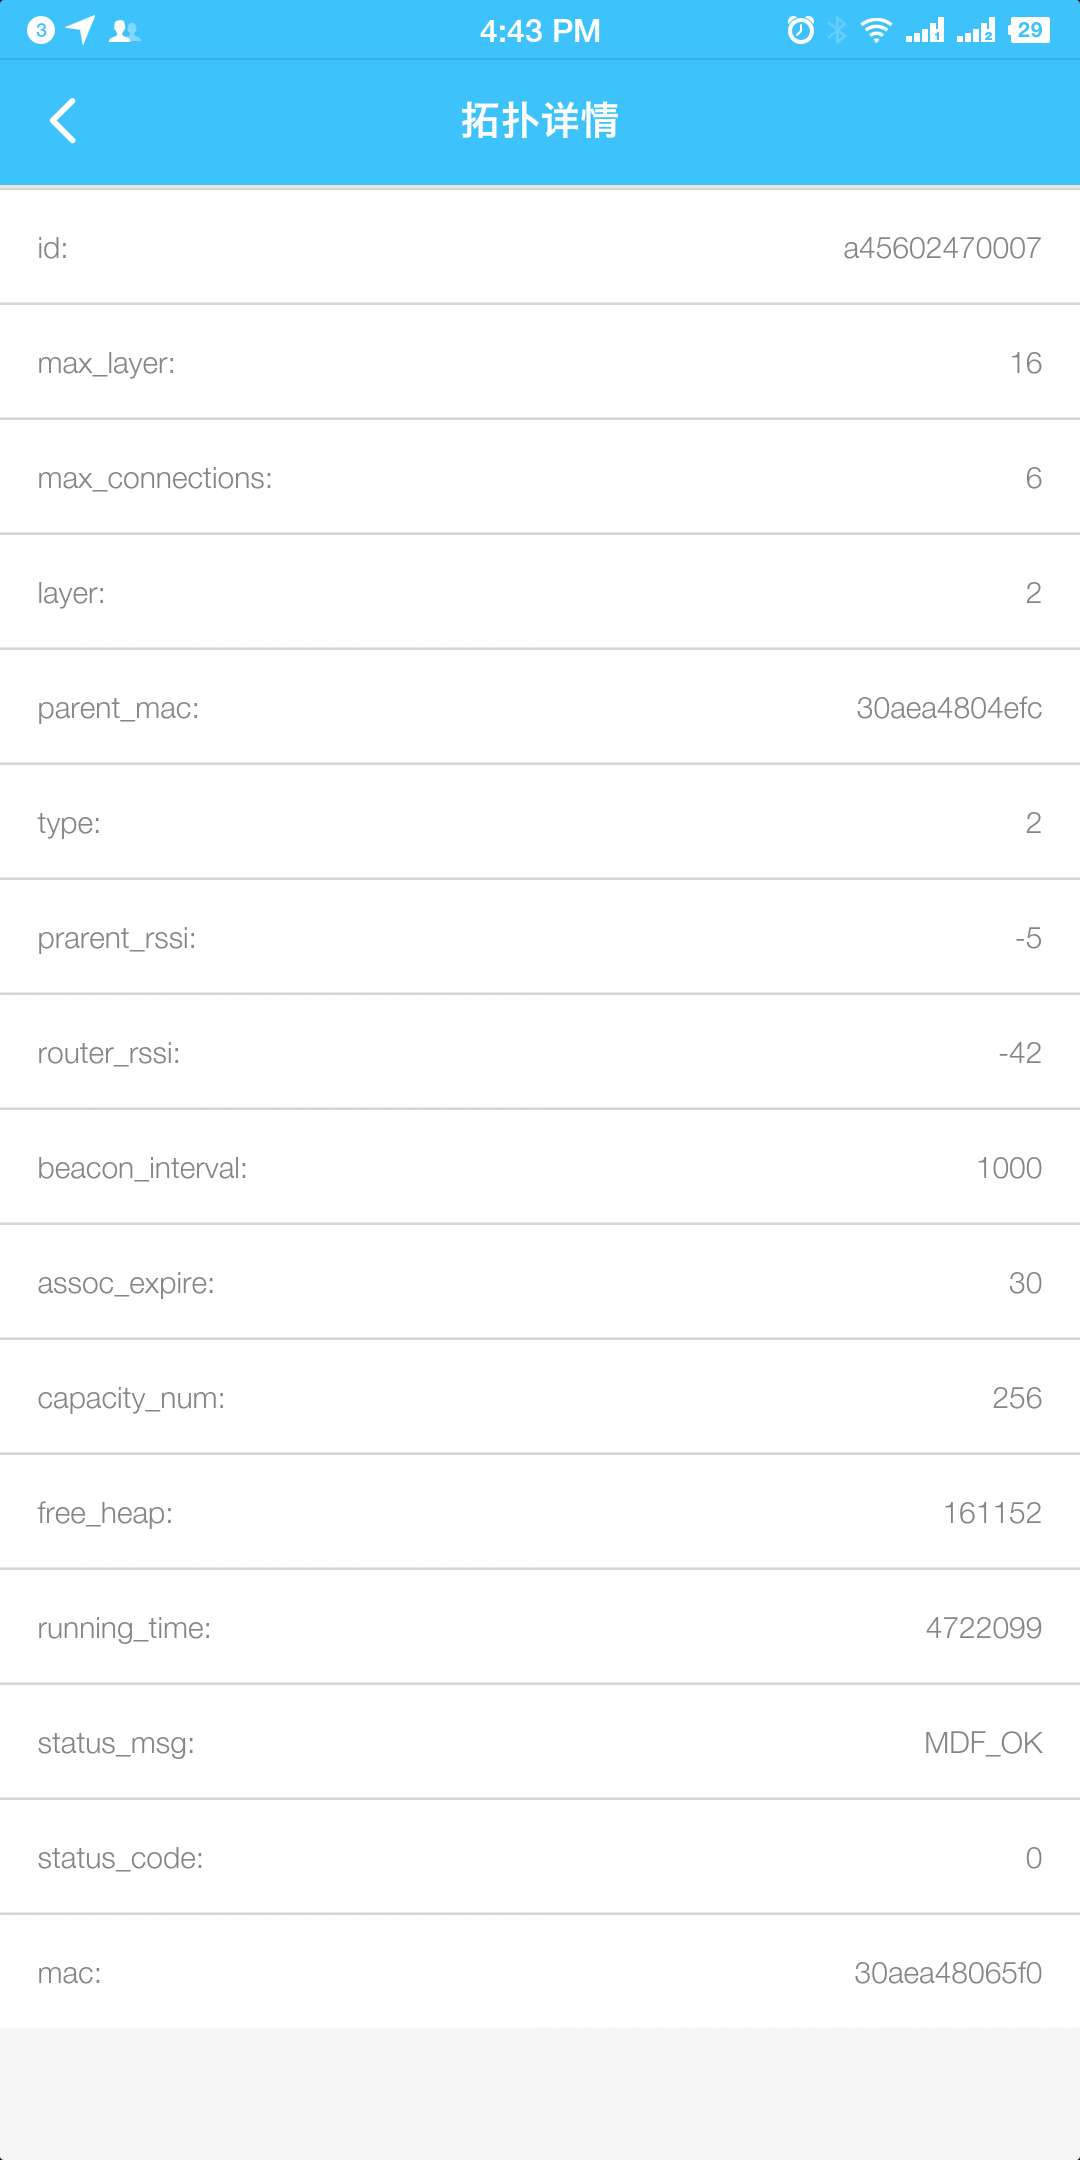 3 4:43 PM 1 2 29
拓扑详情
id: a45602470007
max_layer: 16
max_connections: 6
layer: 2
parent_mac: 30aea4804efc
type: 2
prarent_rssi: -5
router_rssi: -42
beacon_interval: 1000
assoc_expire: 30
capacity_num: 256
free_heap: 161152
running_time: 4722099
status_msg: MDF_OK
status_code: 0
mac: 30aea48065f0